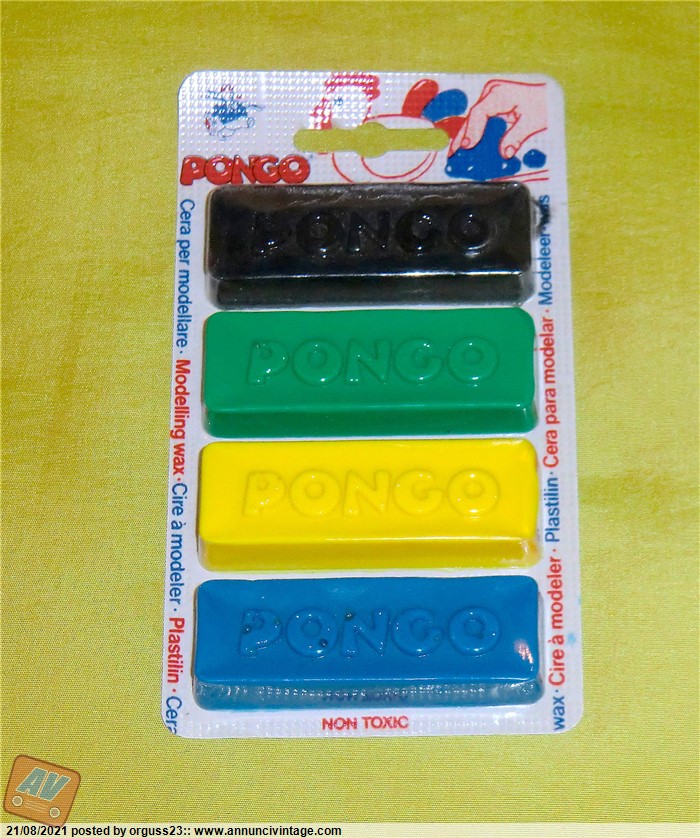 PONGO
PONGO
PONGO
PONGO
PONGO
Cera per modellare · Modelling wax · Cire à modeler · Plastilin · Cera
wax · Cire à modeler · Plastilin · Cera para modelar · Modeleer
NON TOXIC
AV
21/08/2021 posted by orguss23:: www.annuncivintage.com